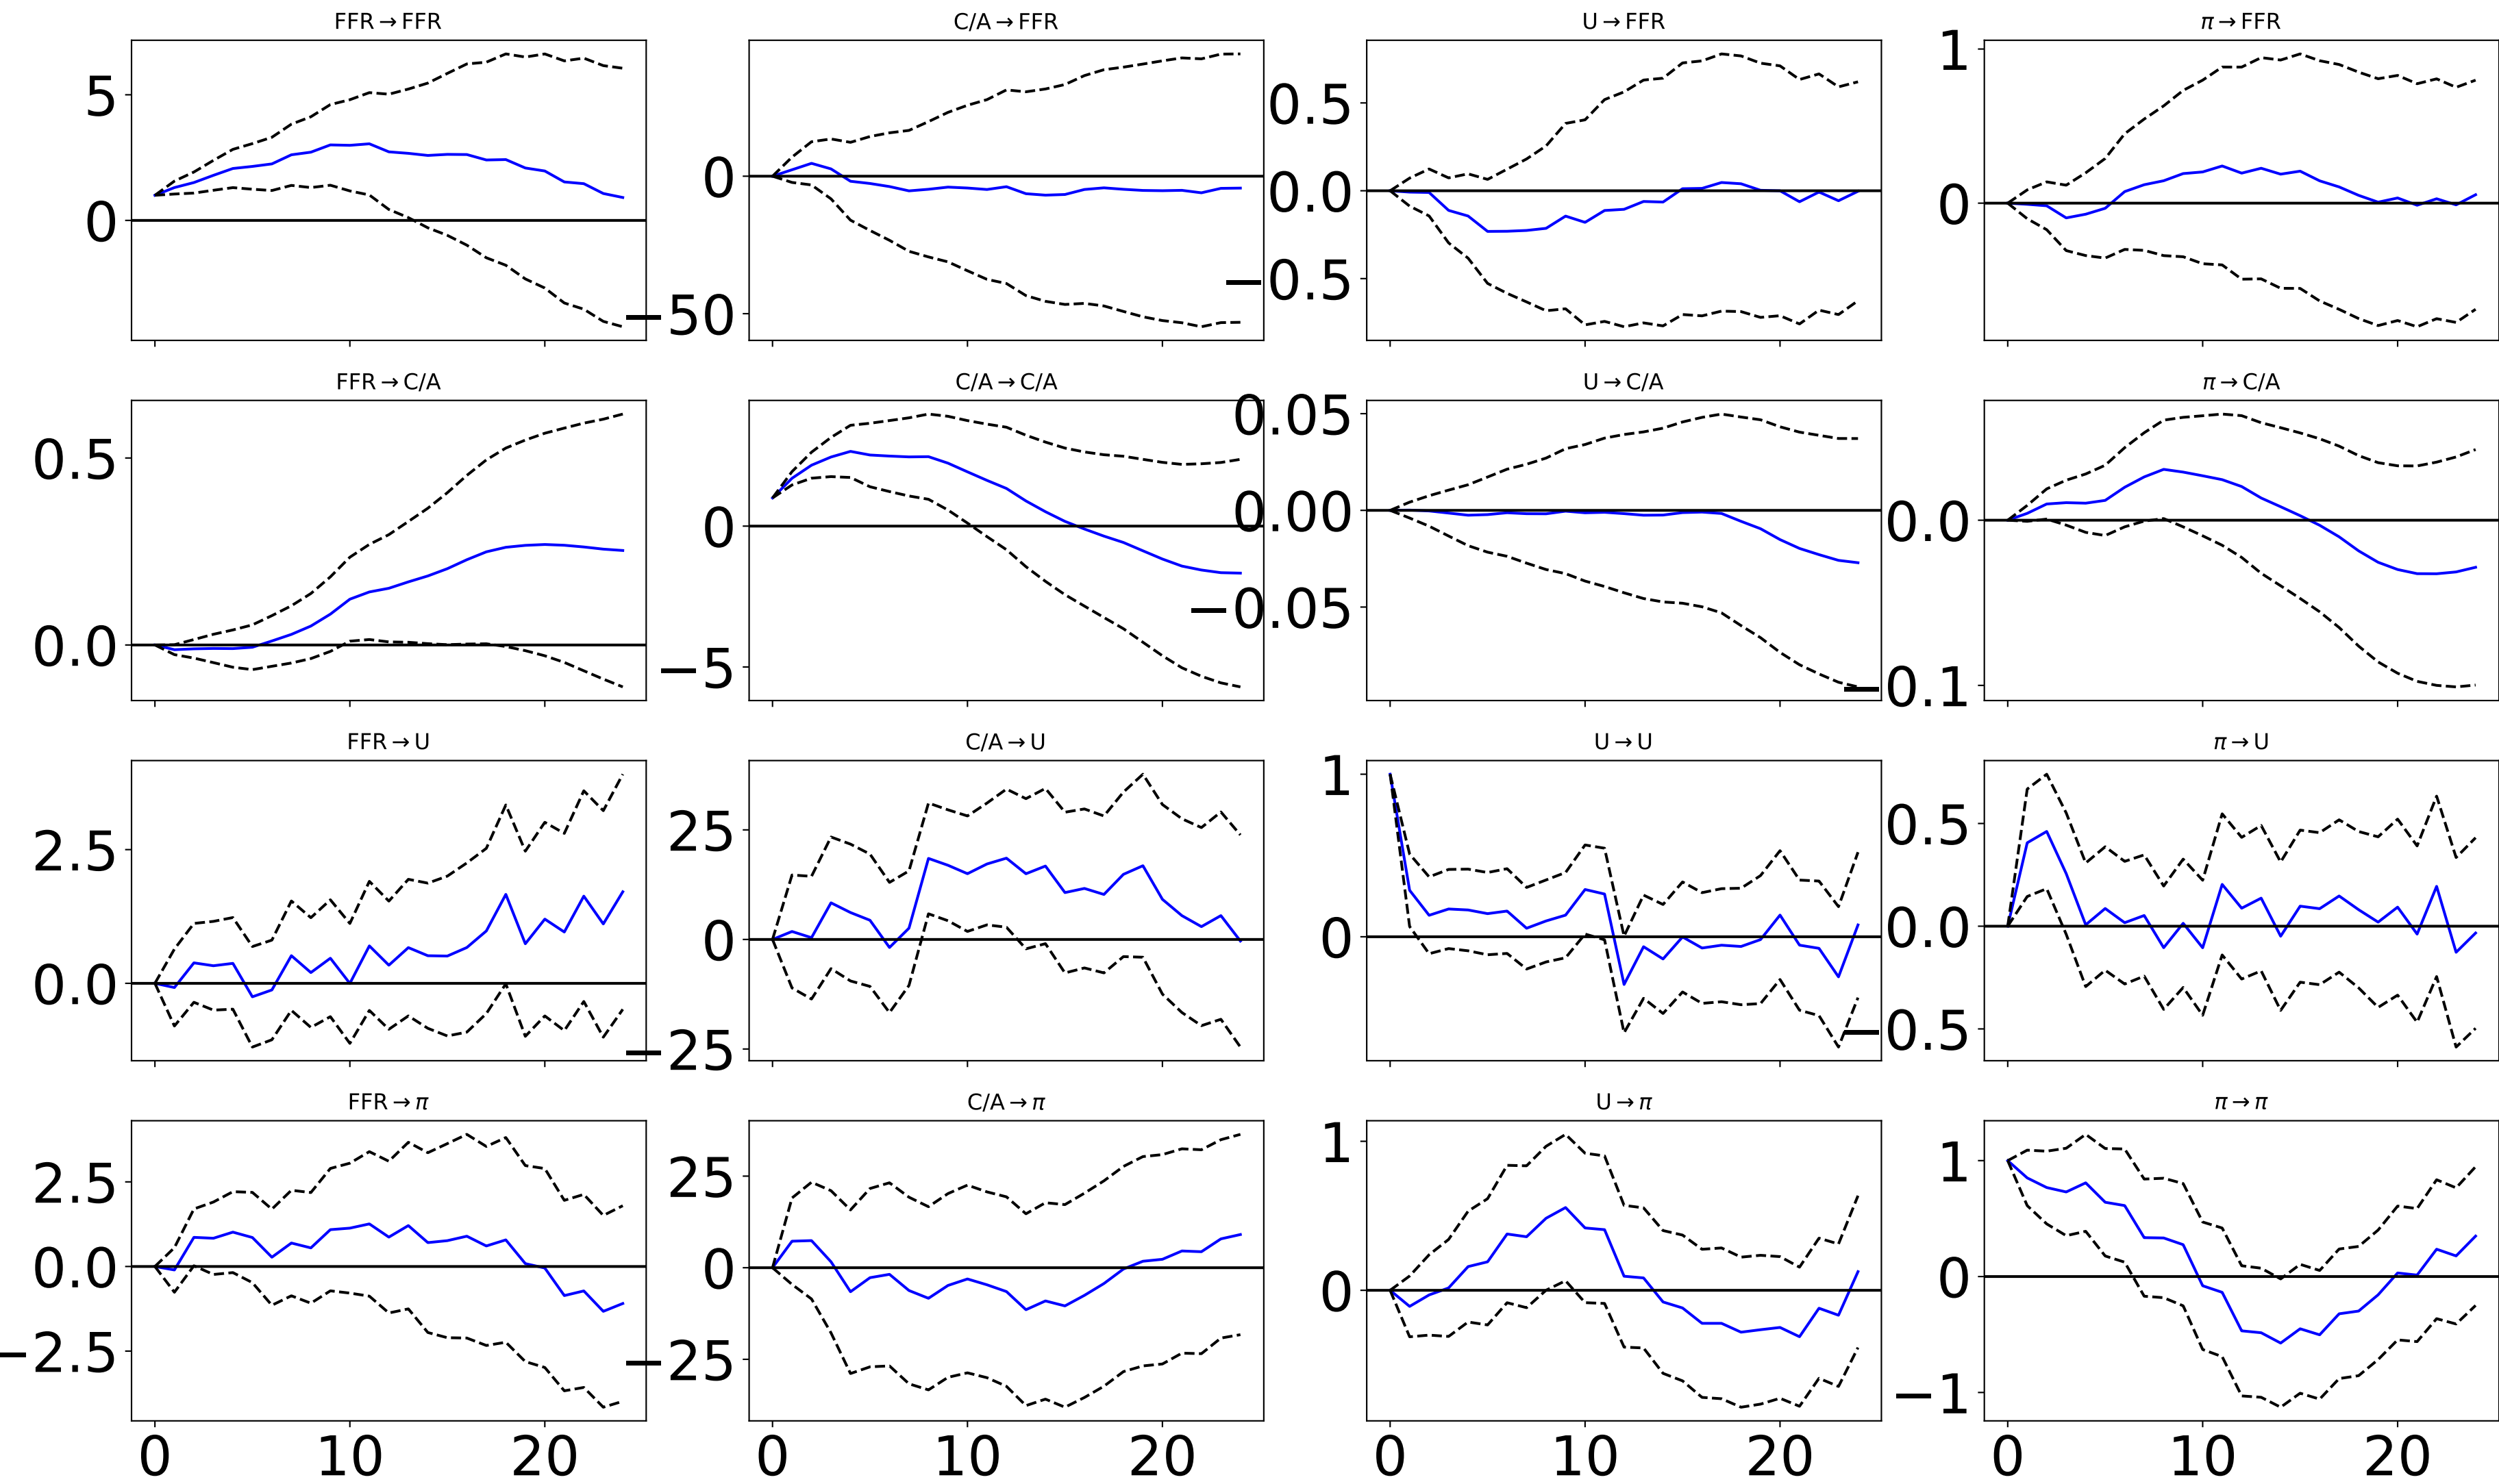 FFR→FFR
C/A→FFR
U→FFR
π→FFR
5
0
0
−50
0.5
0.0
−0.5
1
0
FFR→C/A
C/A→C/A
U→C/A
π→C/A
0.5
0.0
0
−5
0.05
0.00
−0.05
0.0
−0.1
FFR→U
C/A→U
U→U
π→U
2.5
0.0
25
0
−25
1
0
0.5
0.0
−0.5
FFR→π
C/A→π
U→π
π→π
2.5
0.0
−2.5
25
0
−25
1
0
1
0
−1
0 10 20
0 10 20
0 10 20
0 10 20